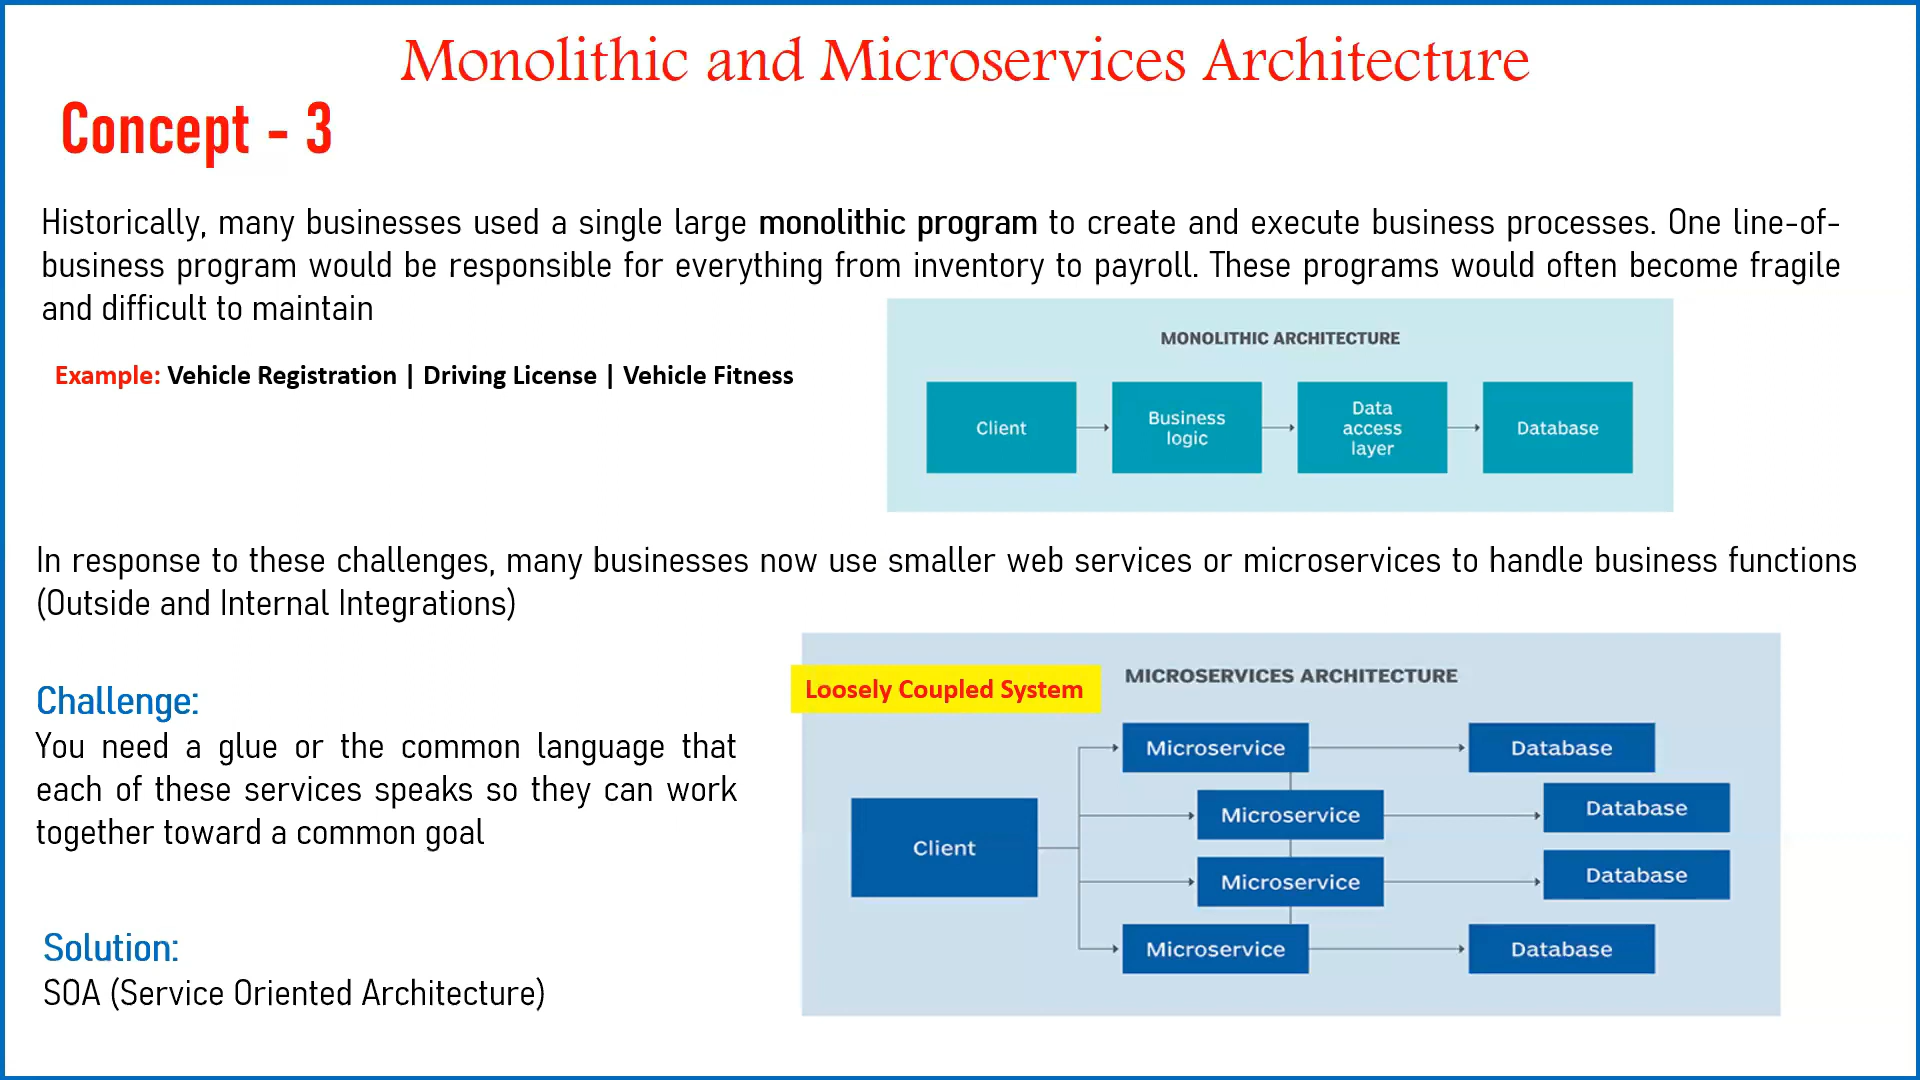 Monolithic and Microservices Architecture
Concept - 3
Historically, many businesses used a single large monolithic program to create and execute business processes. One line-of-
business program would be responsible for everything from inventory to payroll. These programs would often become fragile
and difficult to maintain
Example: Vehicle Registration | Driving License | Vehicle Fitness
MONOLITHIC ARCHITECTURE
Client
Business
logic
Data
access
layer
Database
In response to these challenges, many businesses now use smaller web services or microservices to handle business functions
(Outside and Internal Integrations)
Challenge:
You need a glue or the common language that
each of these services speaks so they can work
together toward a common goal
Solution:
SOA (Service Oriented Architecture)
Loosely Coupled System
MICROSERVICES ARCHITECTURE
Client
Microservice
Database
Microservice
Database
Microservice
Database
Microservice
Database